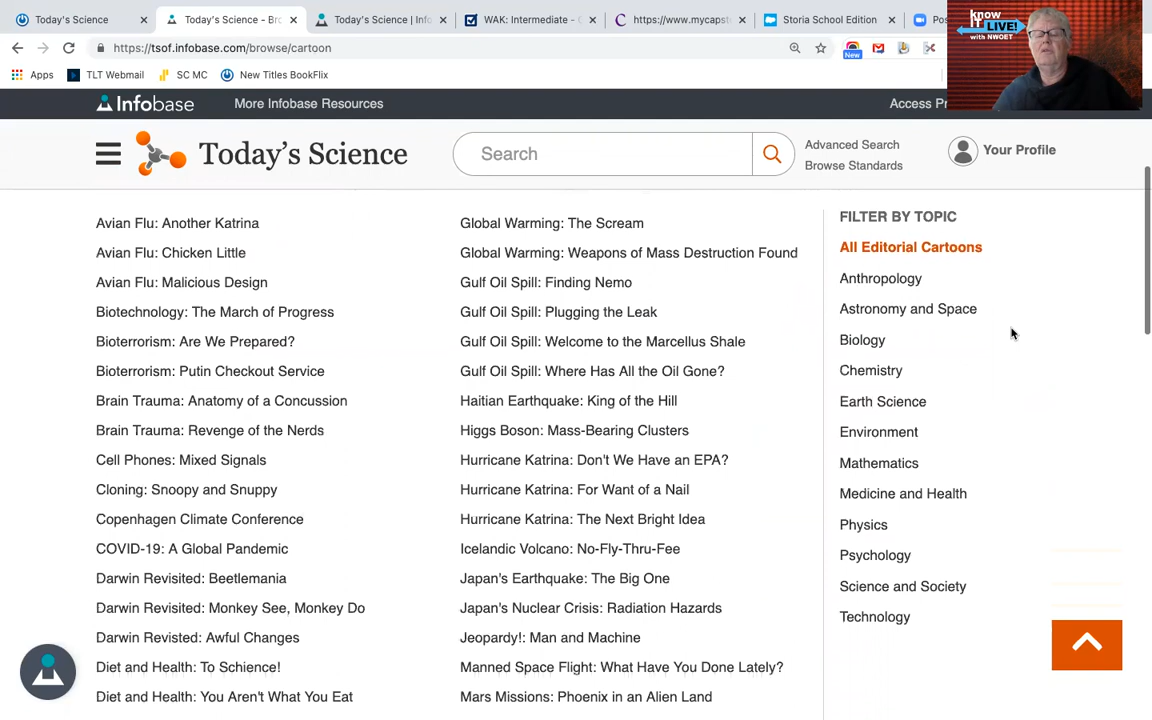 Today's Science
Today's Science - Bro
Today's Science | Info
WAK: Intermediate -
https://www.mycapst
Storia School Edition
Pos
https://tsof.infobase.com/browse/cartoon
New
Apps
TLT Webmail
SC MC
New Titles BookFlix
know
IT LIVE!
with NWOET
Infobase
More Infobase Resources
Access Pr
Today's Science
Search
Advanced Search
Browse Standards
Your Profile
Avian Flu: Another Katrina
Avian Flu: Chicken Little
Avian Flu: Malicious Design
Biotechnology: The March of Progress
Bioterrorism: Are We Prepared?
Bioterrorism: Putin Checkout Service
Brain Trauma: Anatomy of a Concussion
Brain Trauma: Revenge of the Nerds
Cell Phones: Mixed Signals
Cloning: Snoopy and Snuppy
Copenhagen Climate Conference
COVID-19: A Global Pandemic
Darwin Revisited: Beetlemania
Darwin Revisited: Monkey See, Monkey Do
Darwin Revisted: Awful Changes
Diet and Health: To Schience!
Diet and Health: You Aren't What You Eat
Global Warming: The Scream
Global Warming: Weapons of Mass Destruction Found
Gulf Oil Spill: Finding Nemo
Gulf Oil Spill: Plugging the Leak
Gulf Oil Spill: Welcome to the Marcellus Shale
Gulf Oil Spill: Where Has All the Oil Gone?
Haitian Earthquake: King of the Hill
Higgs Boson: Mass-Bearing Clusters
Hurricane Katrina: Don't We Have an EPA?
Hurricane Katrina: For Want of a Nail
Hurricane Katrina: The Next Bright Idea
Icelandic Volcano: No-Fly-Thru-Fee
Japan's Earthquake: The Big One
Japan's Nuclear Crisis: Radiation Hazards
Jeopardy!: Man and Machine
Manned Space Flight: What Have You Done Lately?
Mars Missions: Phoenix in an Alien Land
FILTER BY TOPIC
All Editorial Cartoons
Anthropology
Astronomy and Space
Biology
Chemistry
Earth Science
Environment
Mathematics
Medicine and Health
Physics
Psychology
Science and Society
Technology